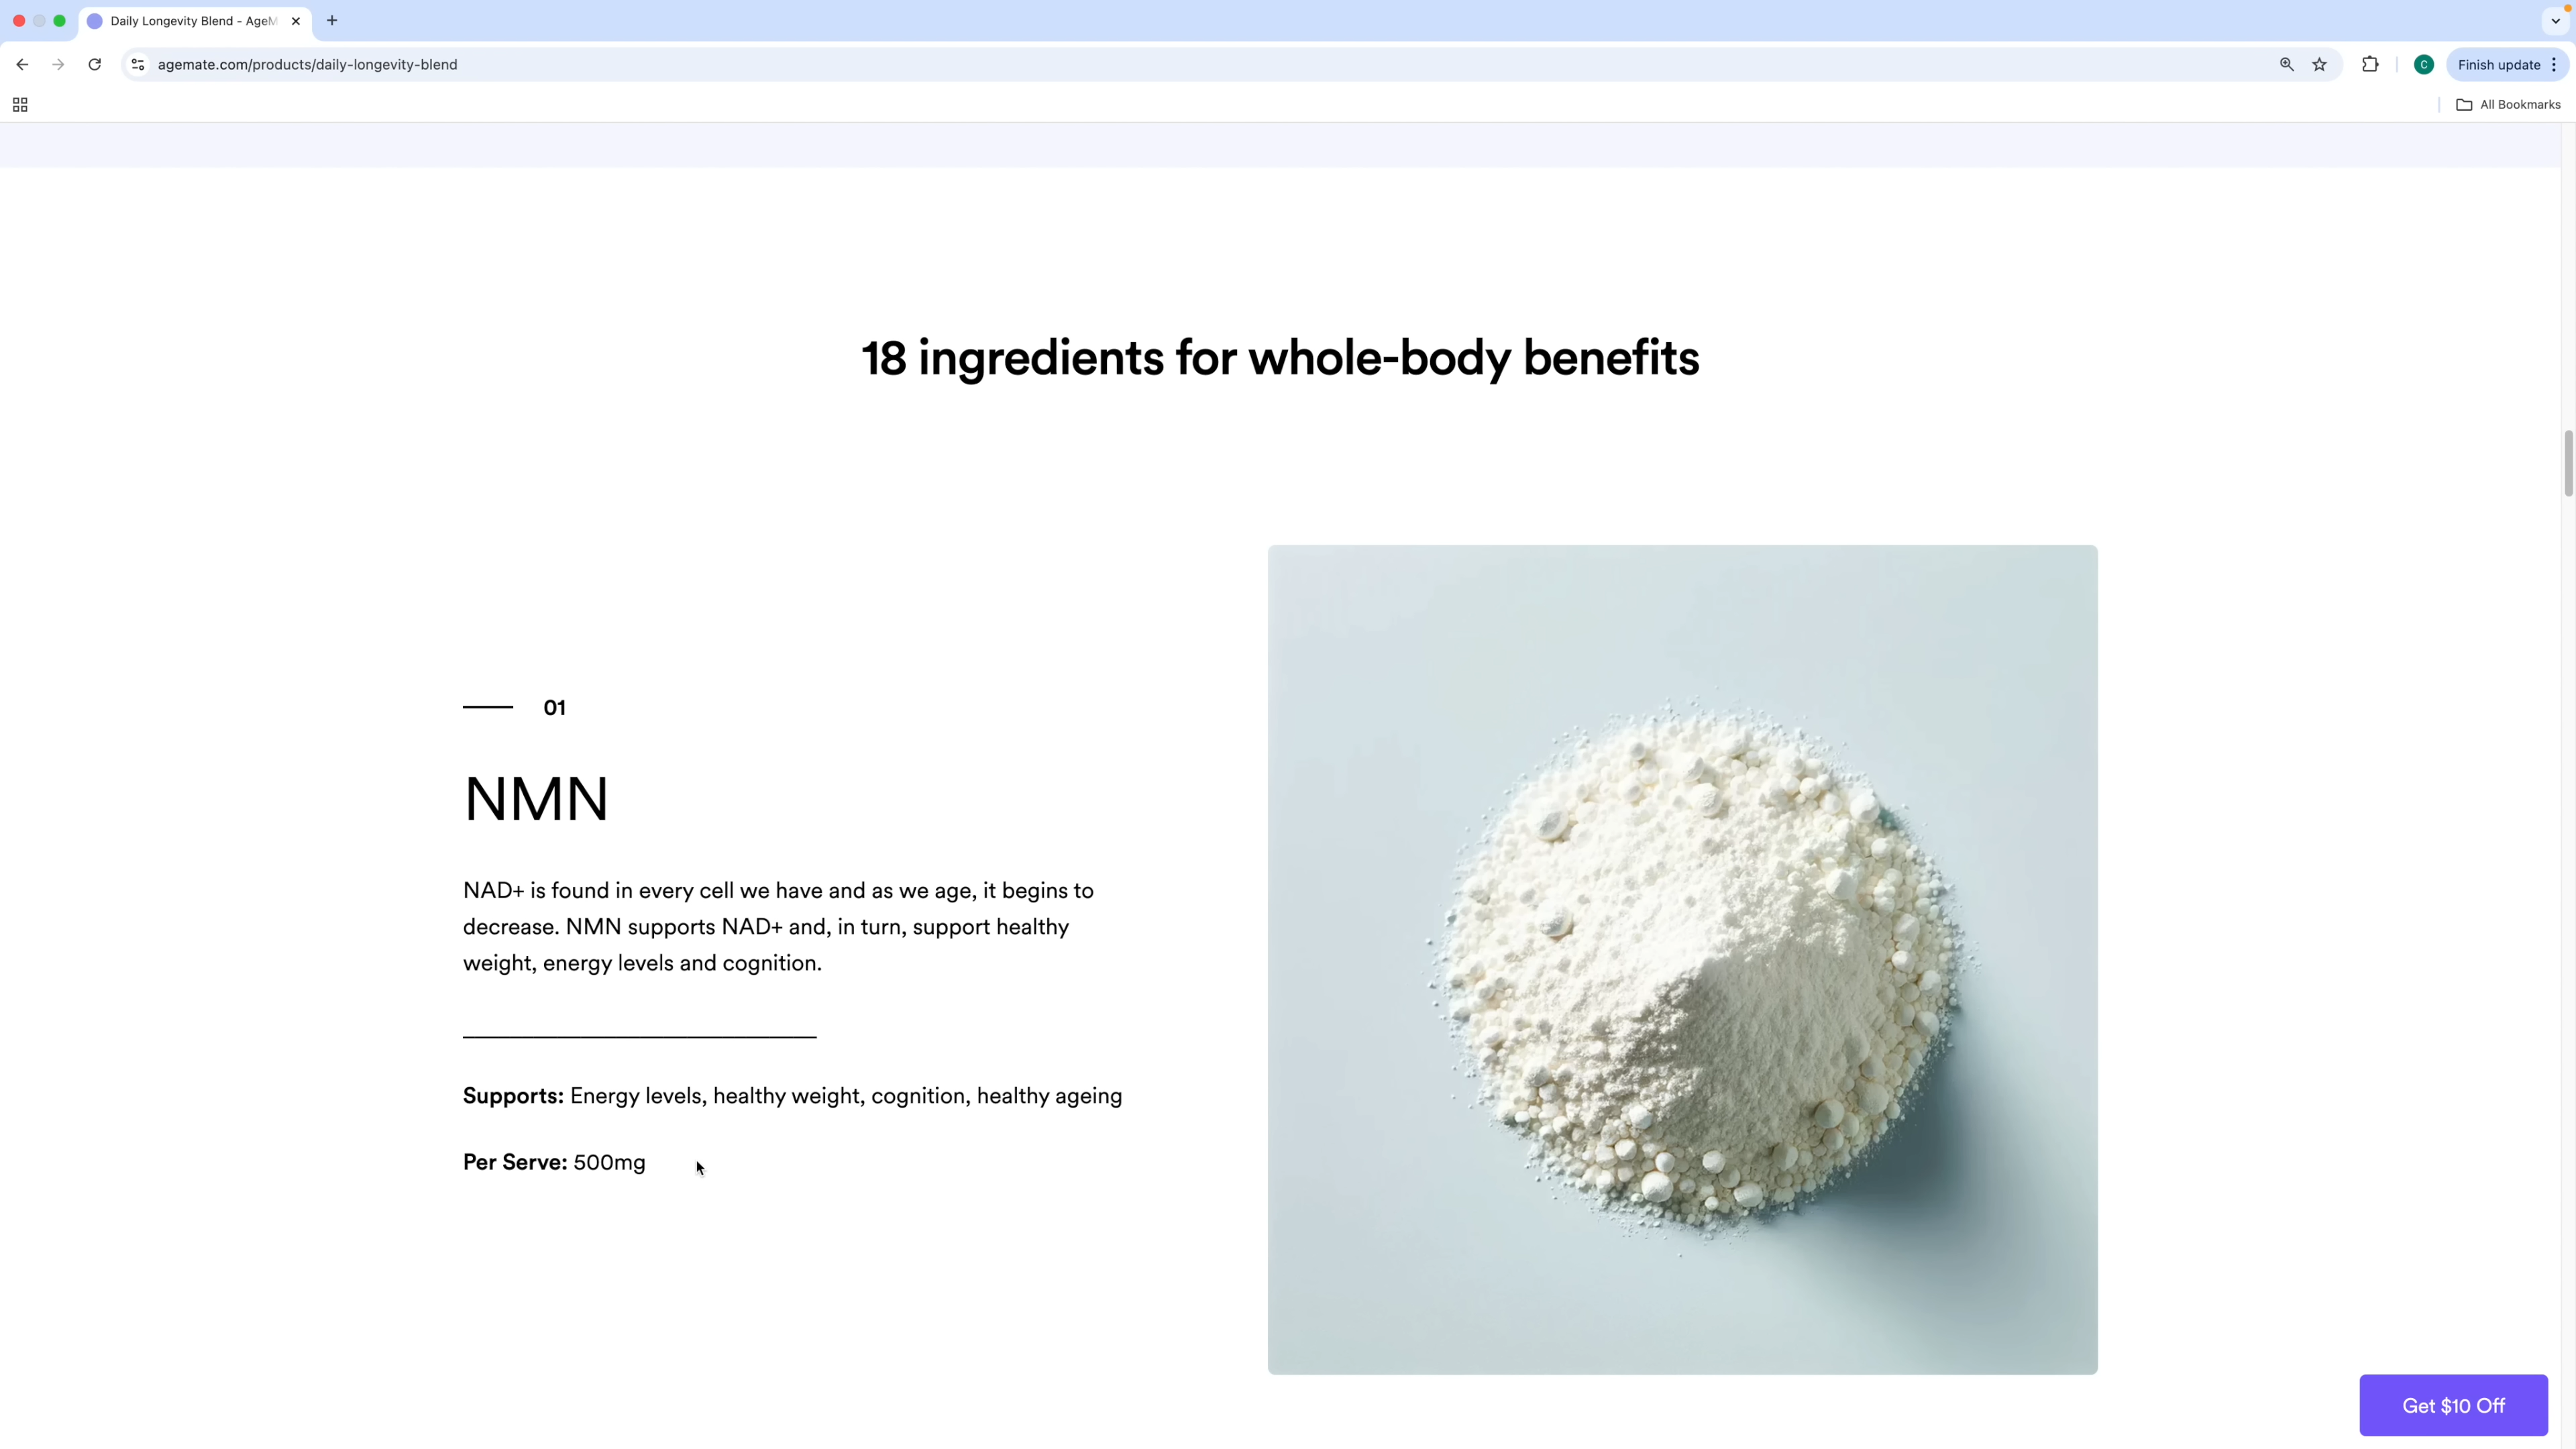 Daily Longevity Blend - AgeM
agemate.com/products/daily-longevity-blend
C
Finish update
All Bookmarks
18 ingredients for whole-body benefits
01
NMN
NAD+ is found in every cell we have and as we age, it begins to
decrease. NMN supports NAD+ and, in turn, support healthy
weight, energy levels and cognition.
Supports: Energy levels, healthy weight, cognition, healthy ageing
Per Serve: 500mg
Get $10 Off